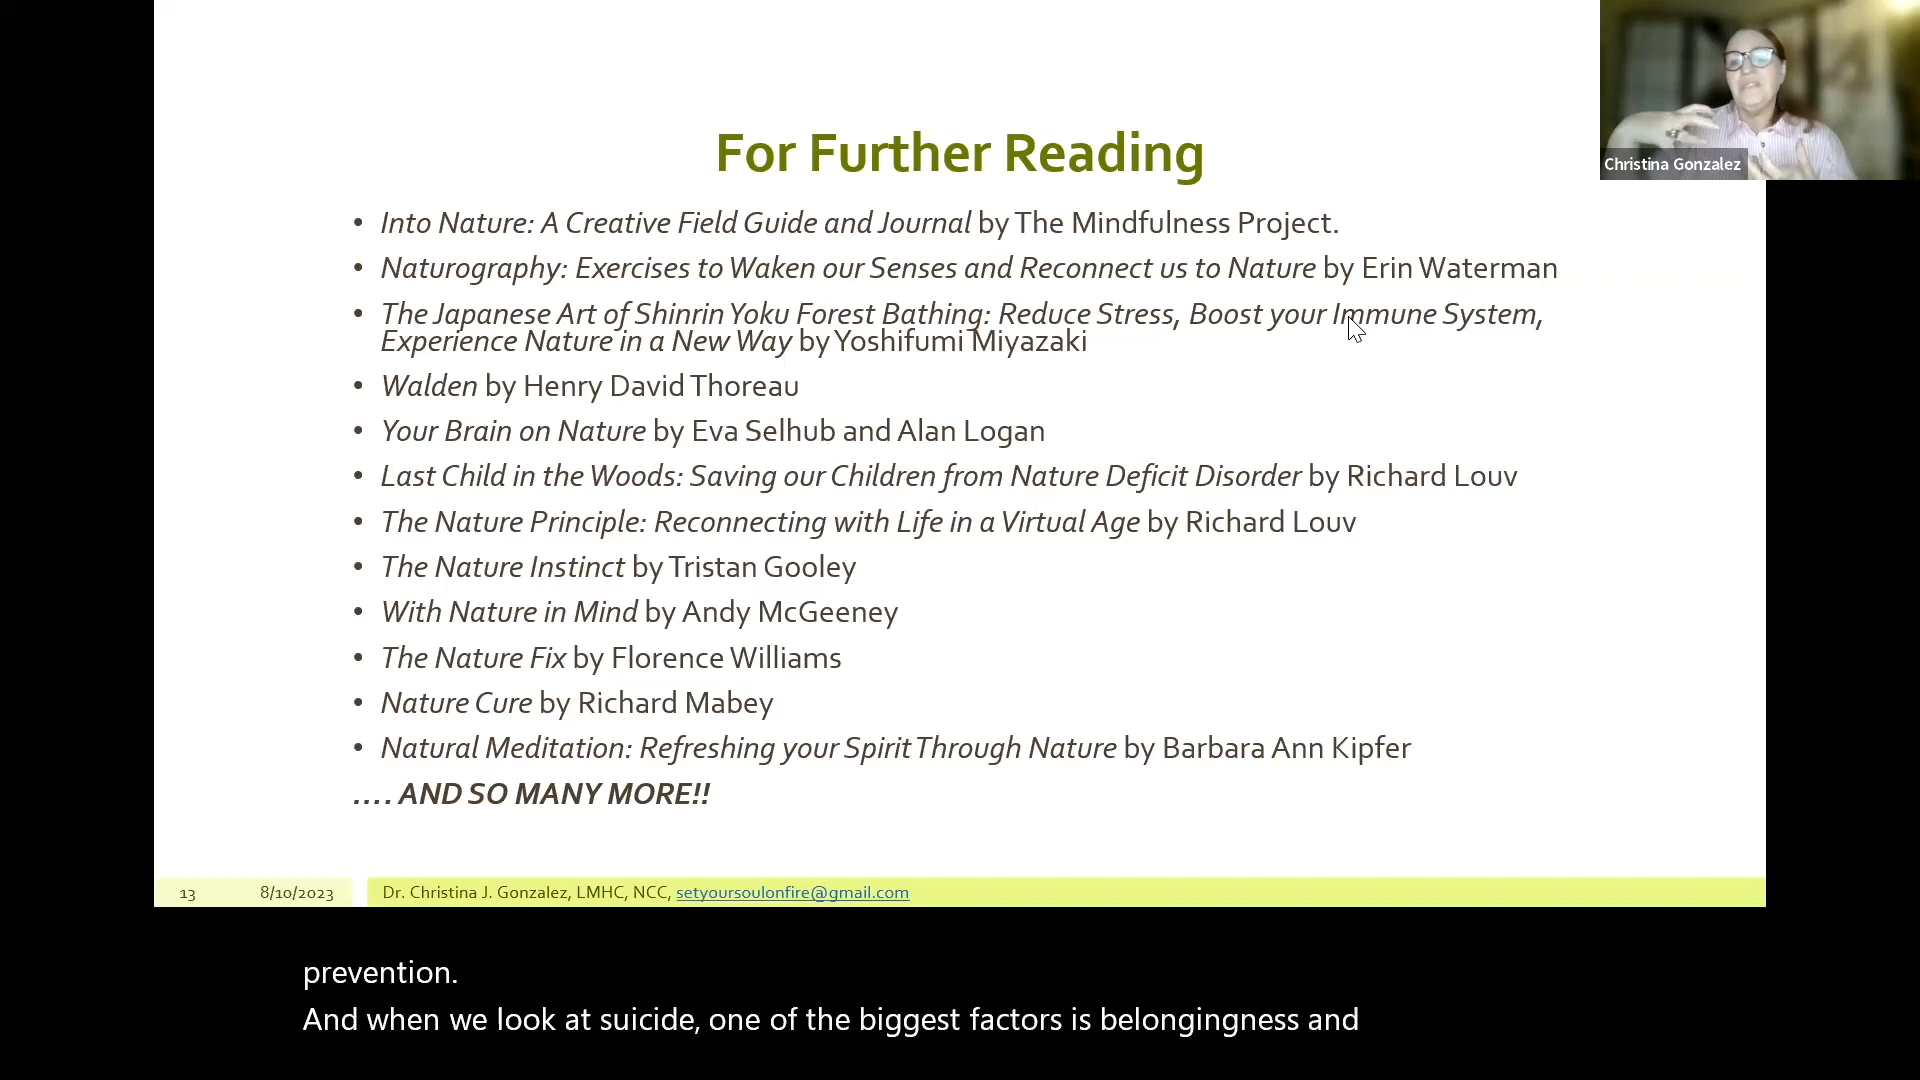 For Further Reading
Christina Gonzalez
• Into Nature: A Creative Field Guide and Journal by The Mindfulness Project.
• Naturography: Exercises to Waken our Senses and Reconnect us to Nature by Erin Waterman
• The Japanese Art of Shinrin Yoku Forest Bathing: Reduce Stress, Boost your Immune System,
Experience Nature in a New Way by Yoshifumi Miyazaki
• Walden by Henry David Thoreau
• Your Brain on Nature by Eva Selhub and Alan Logan
• Last Child in the Woods: Saving our Children from Nature Deficit Disorder by Richard Louv
• The Nature Principle: Reconnecting with Life in a Virtual Age by Richard Louv
• The Nature Instinct by Tristan Gooley
• With Nature in Mind by Andy McGeeney
• The Nature Fix by Florence Williams
• Nature Cure by Richard Mabey
• Natural Meditation: Refreshing your Spirit Through Nature by Barbara Ann Kipfer
.... AND SO MANY MORE!!
13 8/10/2023 Dr. Christina J. Gonzalez, LMHC, NCC, setyoursoulonfire@gmail.com
prevention.
And when we look at suicide, one of the biggest factors is belongingness and